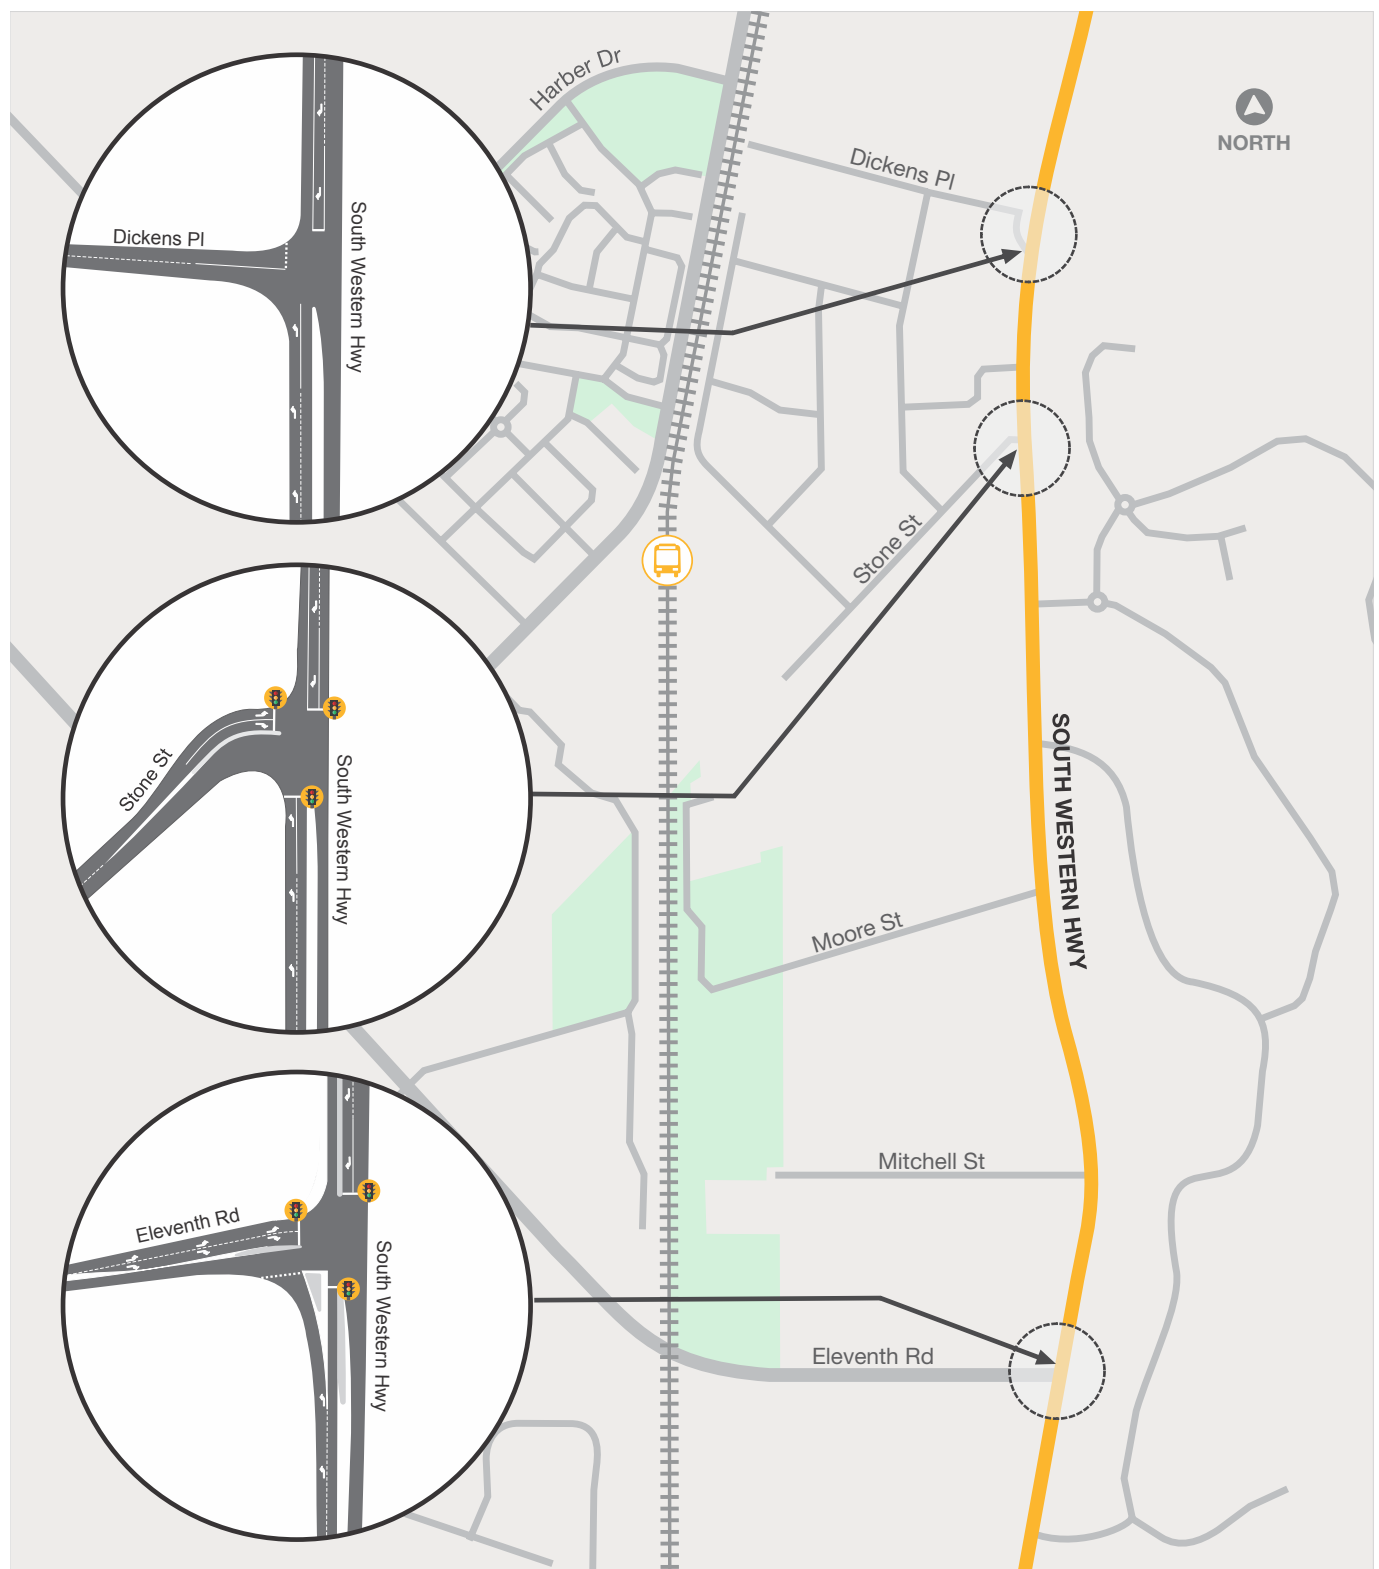 Harber Dr
NORTH
Dickens Pl
Dickens Pl
South Western Hwy
Stone St
Stone St
South Western Hwy
SOUTH WESTERN HWY
Moore St
Mitchell St
Eleventh Rd
South Western Hwy
Eleventh Rd